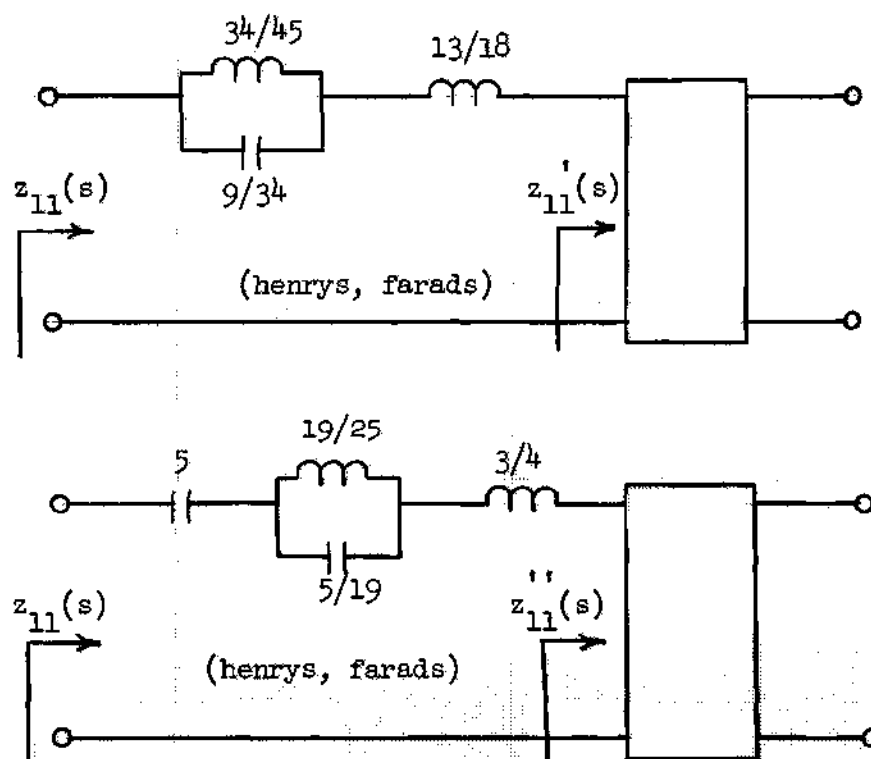 34/45
13/18
9/34
z11(s)
z11'(s)
(henrys, farads)
19/25
5
3/4
5/19
z11(s)
z11''(s)
(henrys, farads)